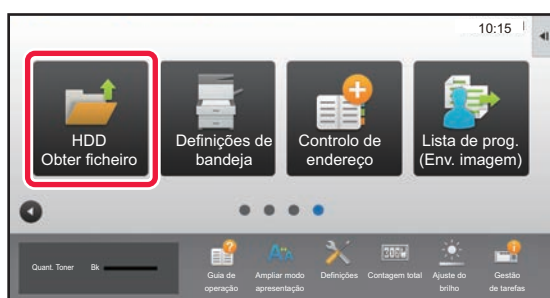 10:15
HDD
Obter ficheiro
Definições de
bandeja
Controlo de
endereço
Lista de prog.
(Env. imagem)
Quant. Toner Bk
Guia de
operação
Ampliar modo
apresentação
Definições
Contagem total
Ajuste do
brilho
Gestão
de tarefas